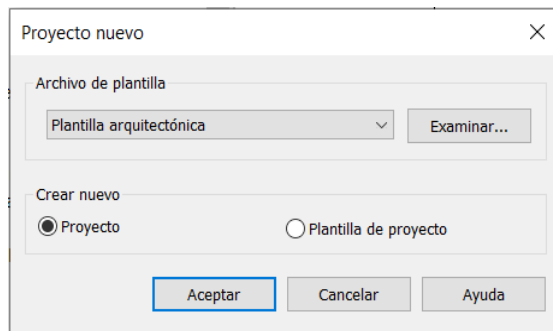 Proyecto nuevo
Archivo de plantilla
Plantilla arquitectónica
Examinar...
Crear nuevo
Proyecto
Plantilla de proyecto
Aceptar
Cancelar
Ayuda